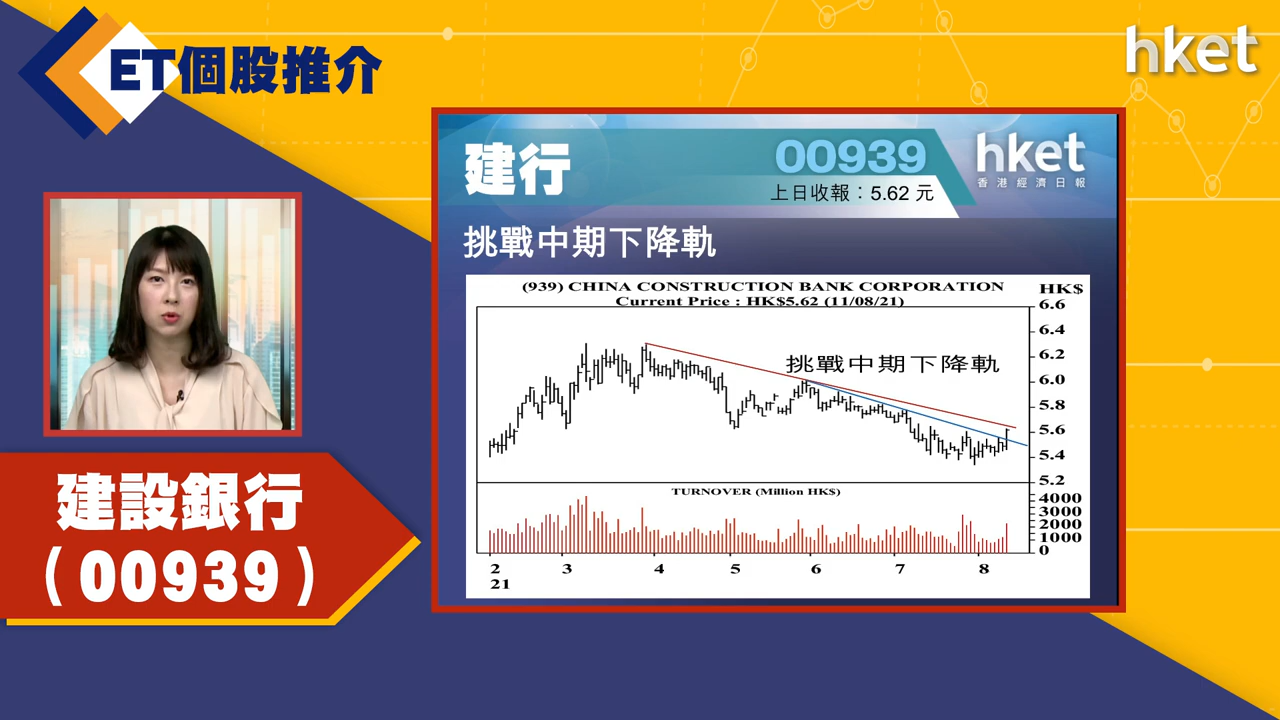 ET個股推介
hket
建行
00939
hket
香港經濟日報
上日收報：5.62 元
挑戰中期下降軌
(939) CHINA CONSTRUCTION BANK CORPORATION
Current Price : HK$5.62 (11/08/21)
HK$
6.6
6.4
6.2
6.0
5.8
5.6
5.4
5.2
挑戰中期下降軌
TURNOVER (Million HK$)
4000
3000
2000
1000
0
2 3 4 5 6 7 8
21
建設銀行
(00939)